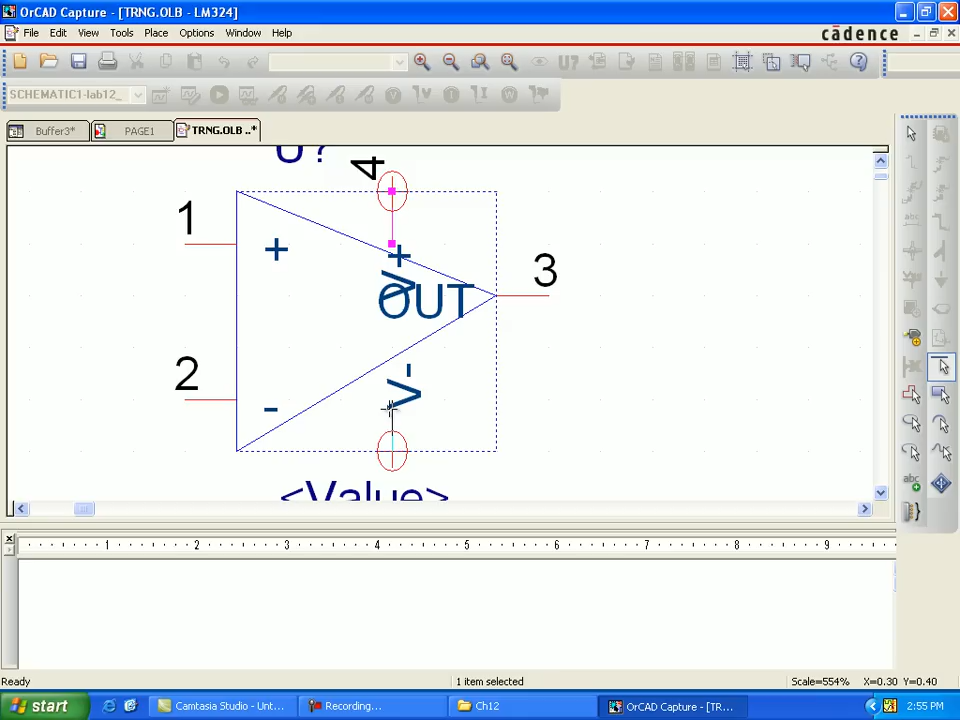 OrCAD Capture - [TRNG.OLB - LM324]
File Edit View Tools Place Options Window Help
cādence
U?
SCHEMATIC1-lab12_
Buffer3*
PAGE1
TRNG.OLB ..*
U?
4
1
+
V+
OUT
3
2
-
V-
<Value>
1 2 3 4 5 6 7 8 9
Ready
1 item selected
Scale=554% X=0.30 Y=0.40
start
Camtasia Studio - Unt...
Recording...
Ch12
OrCAD Capture - [TR...
2:55 PM